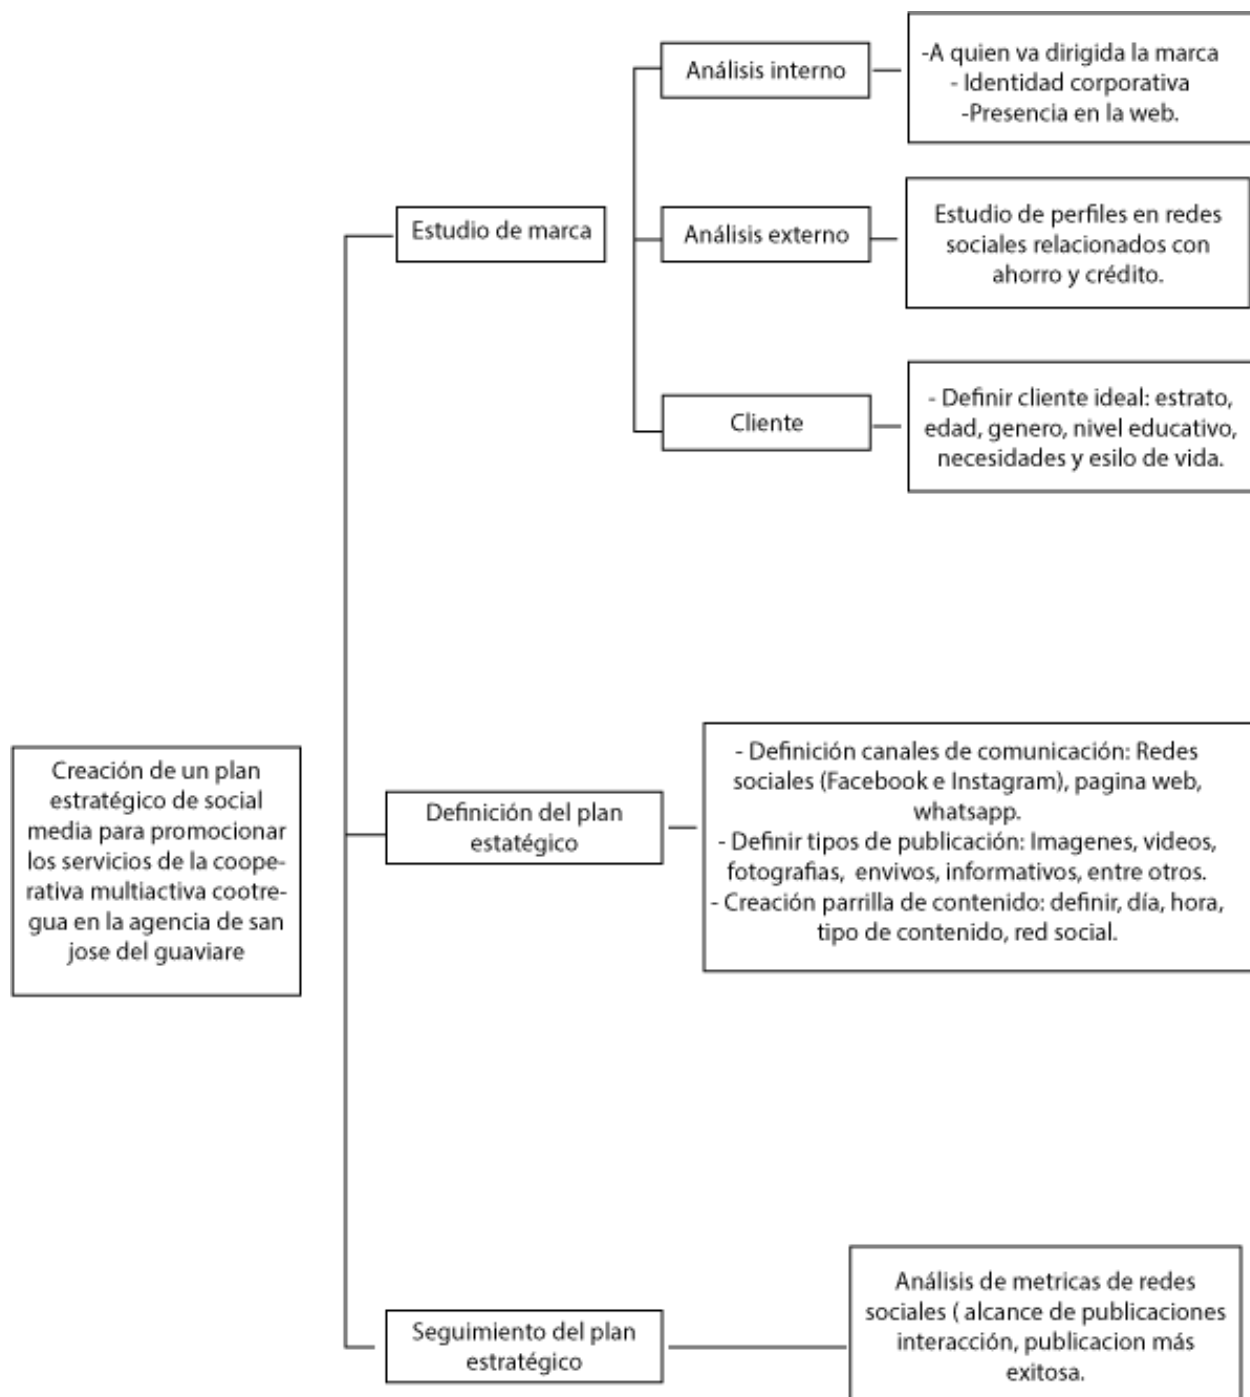 Análisis interno
-A quien va dirigida la marca
- Identidad corporativa
-Presencia en la web.
Estudio de marca
Análisis externo
Estudio de perfiles en redes
sociales relacionados con
ahorro y crédito.
Cliente
- Definir cliente ideal: estrato,
edad, genero, nivel educativo,
necesidades y esilo de vida.
Creación de un plan
estratégico de social
media para promocionar
los servicios de la coope-
rativa multiactiva cootre-
gua en la agencia de san
jose del guaviare
Definición del plan
estatégico
- Definición canales de comunicación: Redes
sociales (Facebook e Instagram), pagina web,
whatsapp.
- Definir tipos de publicación: Imagenes, videos,
fotografias, envivos, informativos, entre otros.
- Creación parrilla de contenido: definir, día, hora,
tipo de contenido, red social.
Seguimiento del plan
estratégico
Análisis de metricas de redes
sociales ( alcance de publicaciones
interacción, publicacion más
exitosa.